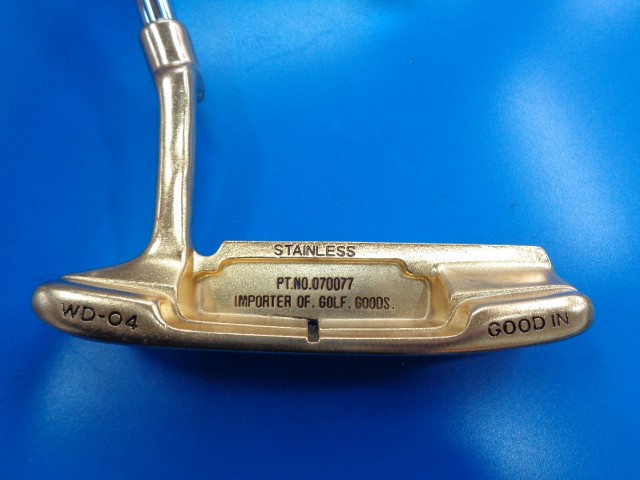 STAINLESS
PT.NO.070077
IMPORTER OF. GOLF. GOODS.
WD-04
GOOD IN